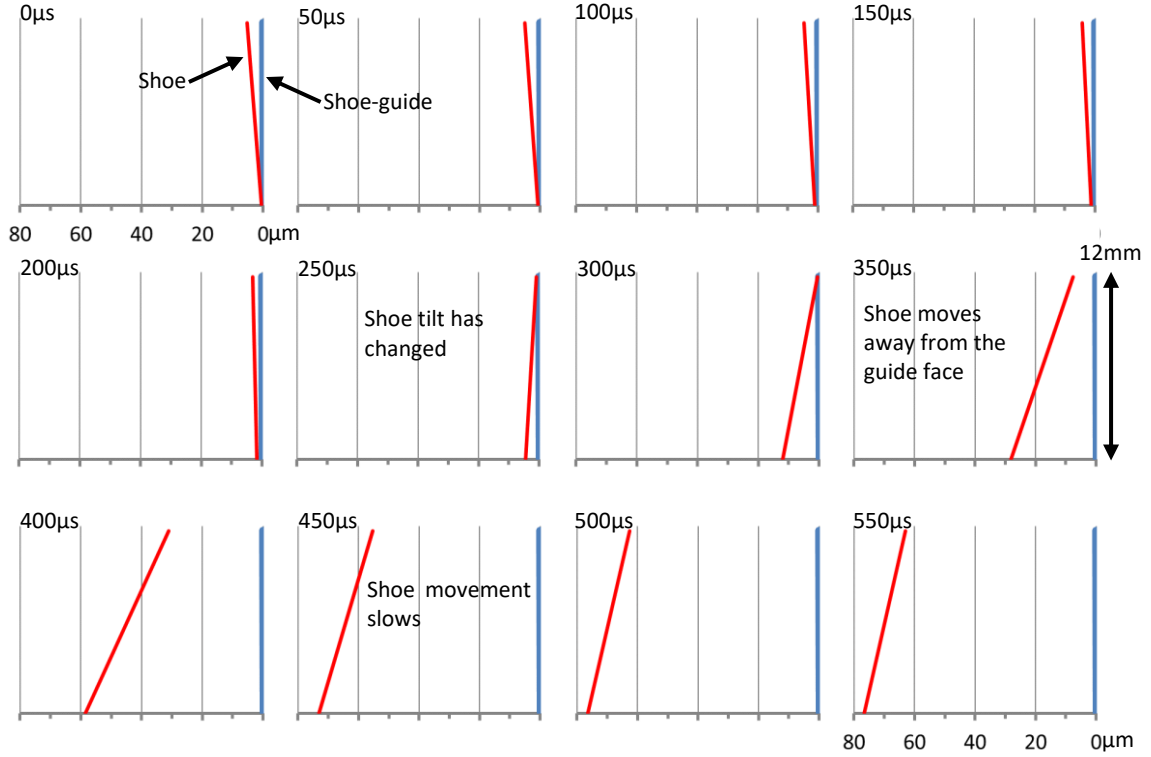 0µs
50µs
100µs
150µs
Shoe
Shoe-guide
80 60 40 20 0µm
12mm
200µs
250µs
300µs
350µs
Shoe tilt has
changed
Shoe moves
away from the
guide face
400µs
450µs
500µs
550µs
Shoe movement
slows
80 60 40 20 0µm